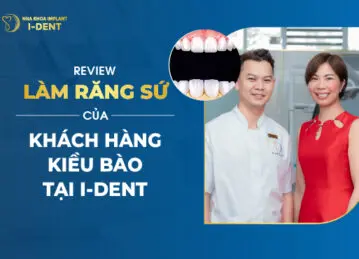 NHA KHOA IMPLANT
I-DENT
REVIEW
LÀM RĂNG SỨ
CỦA
KHÁCH HÀNG
KIỀU BÀO
TẠI I-DENT